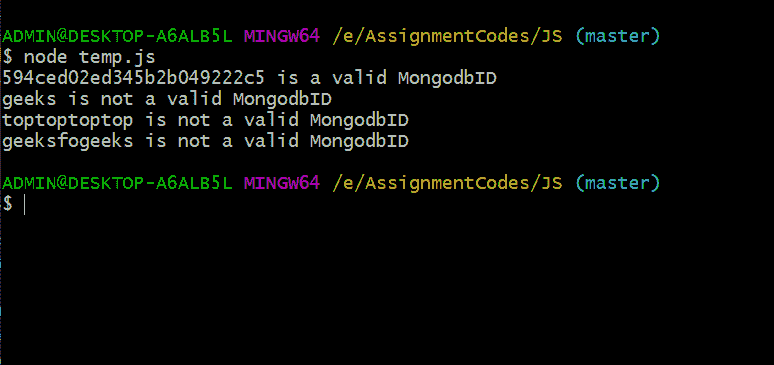 ADMIN@DESKTOP-A6ALB5L MINGW64 /e/AssignmentCodes/JS (master)
$ node temp.js
594ced02ed345b2b049222c5 is a valid MongodbID
geeks is not a valid MongodbID
toptoptoptop is not a valid MongodbID
geeksfogeeks is not a valid MongodbID
ADMIN@DESKTOP-A6ALB5L MINGW64 /e/AssignmentCodes/JS (master)
$